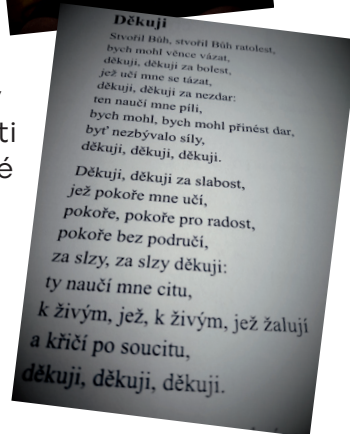 Děkuji
Stvořil Bůh, stvořil Bůh ratolest,
bych mohl věnce vázat,
děkuji, děkuji za bolest,
jež učí mne se tázat,
děkuji, děkuji za nezdar:
ten naučí mne píli,
bych mohl, bych mohl přinést dar,
byť nezbývalo síly,
děkuji, děkuji, děkuji.
Děkuji, děkuji za slabost,
jež pokoře mne učí,
pokoře, pokoře pro radost,
pokoře bez područí,
za slzy, za slzy děkuji:
ty naučí mne citu,
k živým, jež, k živým, jež žalují
a křičí po soucitu,
děkuji, děkuji, děkuji.
ti
é